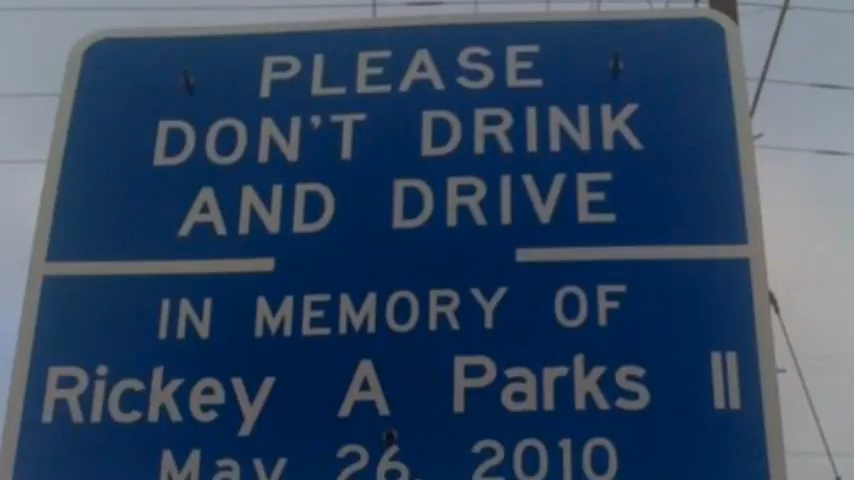 PLEASE
DON'T DRINK
AND DRIVE
IN MEMORY OF
Rickey A Parks II
May 26, 2010